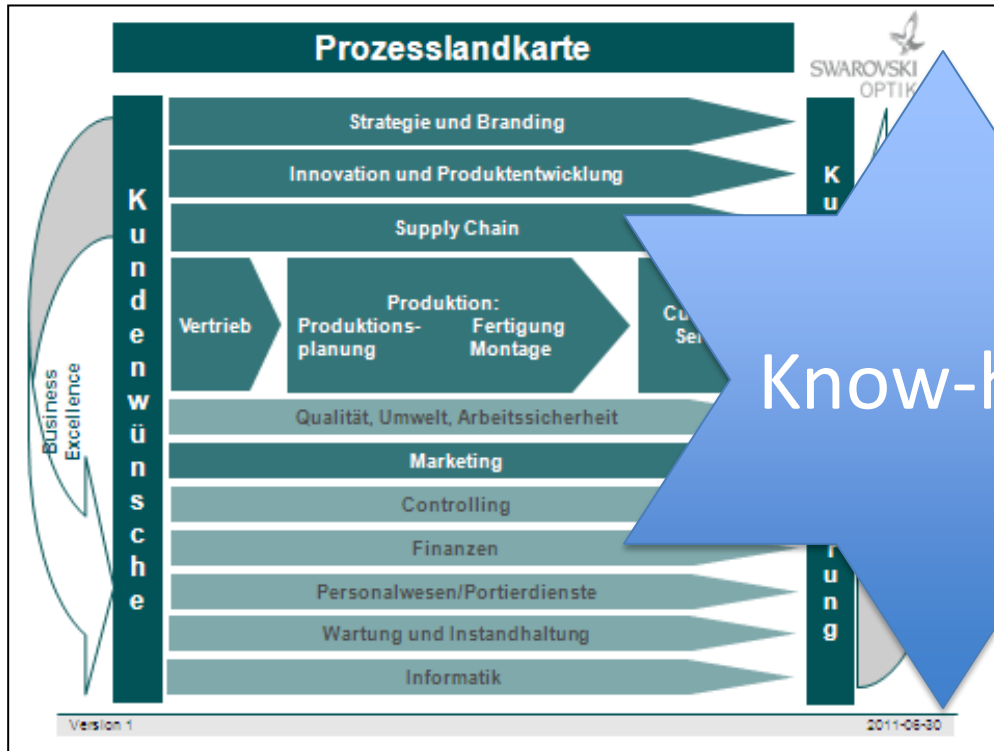 Prozesslandkarte
SWAROVSKI
OPTIK
Kundenwünsche
Business
Excellence
Strategie und Branding
Innovation und Produktentwicklung
Supply Chain
Vertrieb
Produktion:
Produktions- Fertigung
planung Montage
Qualität, Umwelt, Arbeitssicherheit
Marketing
Controlling
Finanzen
Personalwesen/Portierdienste
Wartung und Instandhaltung
Informatik
Version 1
2011-06-30